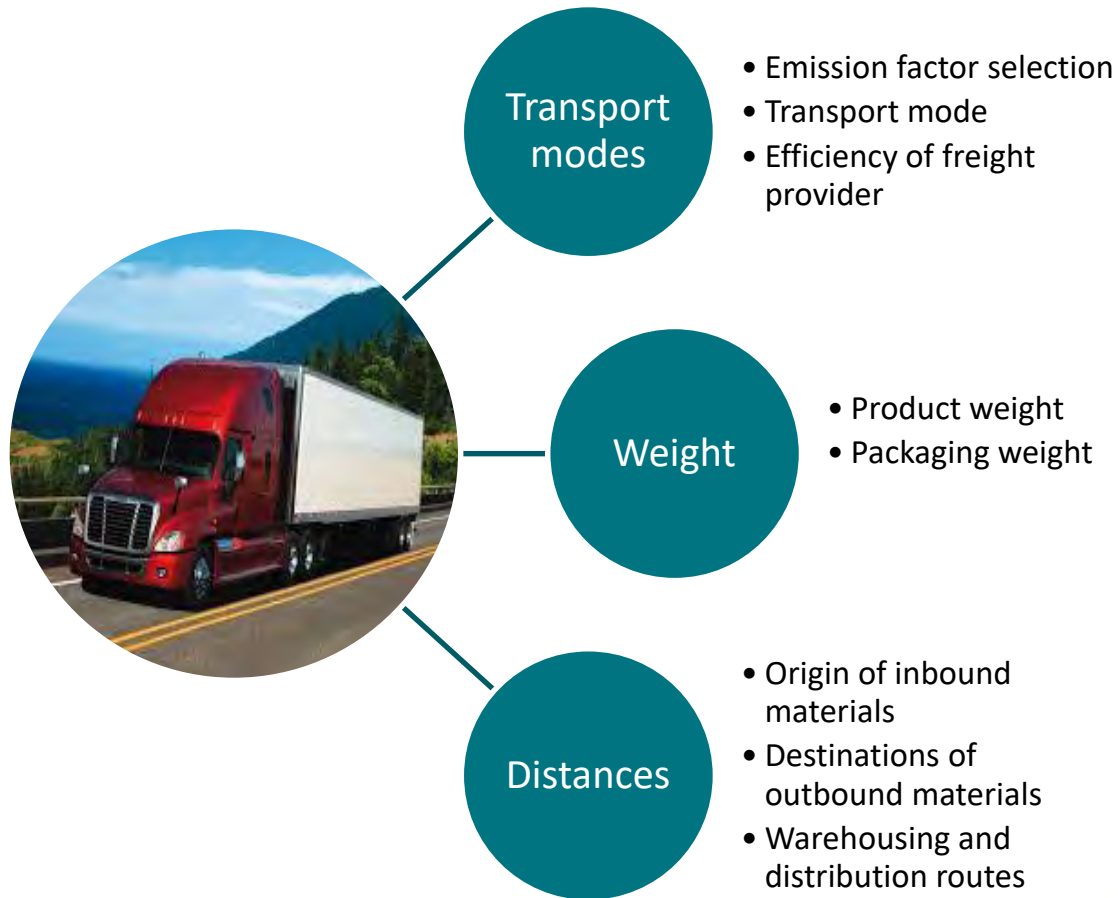 Transport
modes
• Emission factor selection
• Transport mode
• Efficiency of freight
provider
Weight
• Product weight
• Packaging weight
Distances
• Origin of inbound
materials
• Destinations of
outbound materials
• Warehousing and
distribution routes